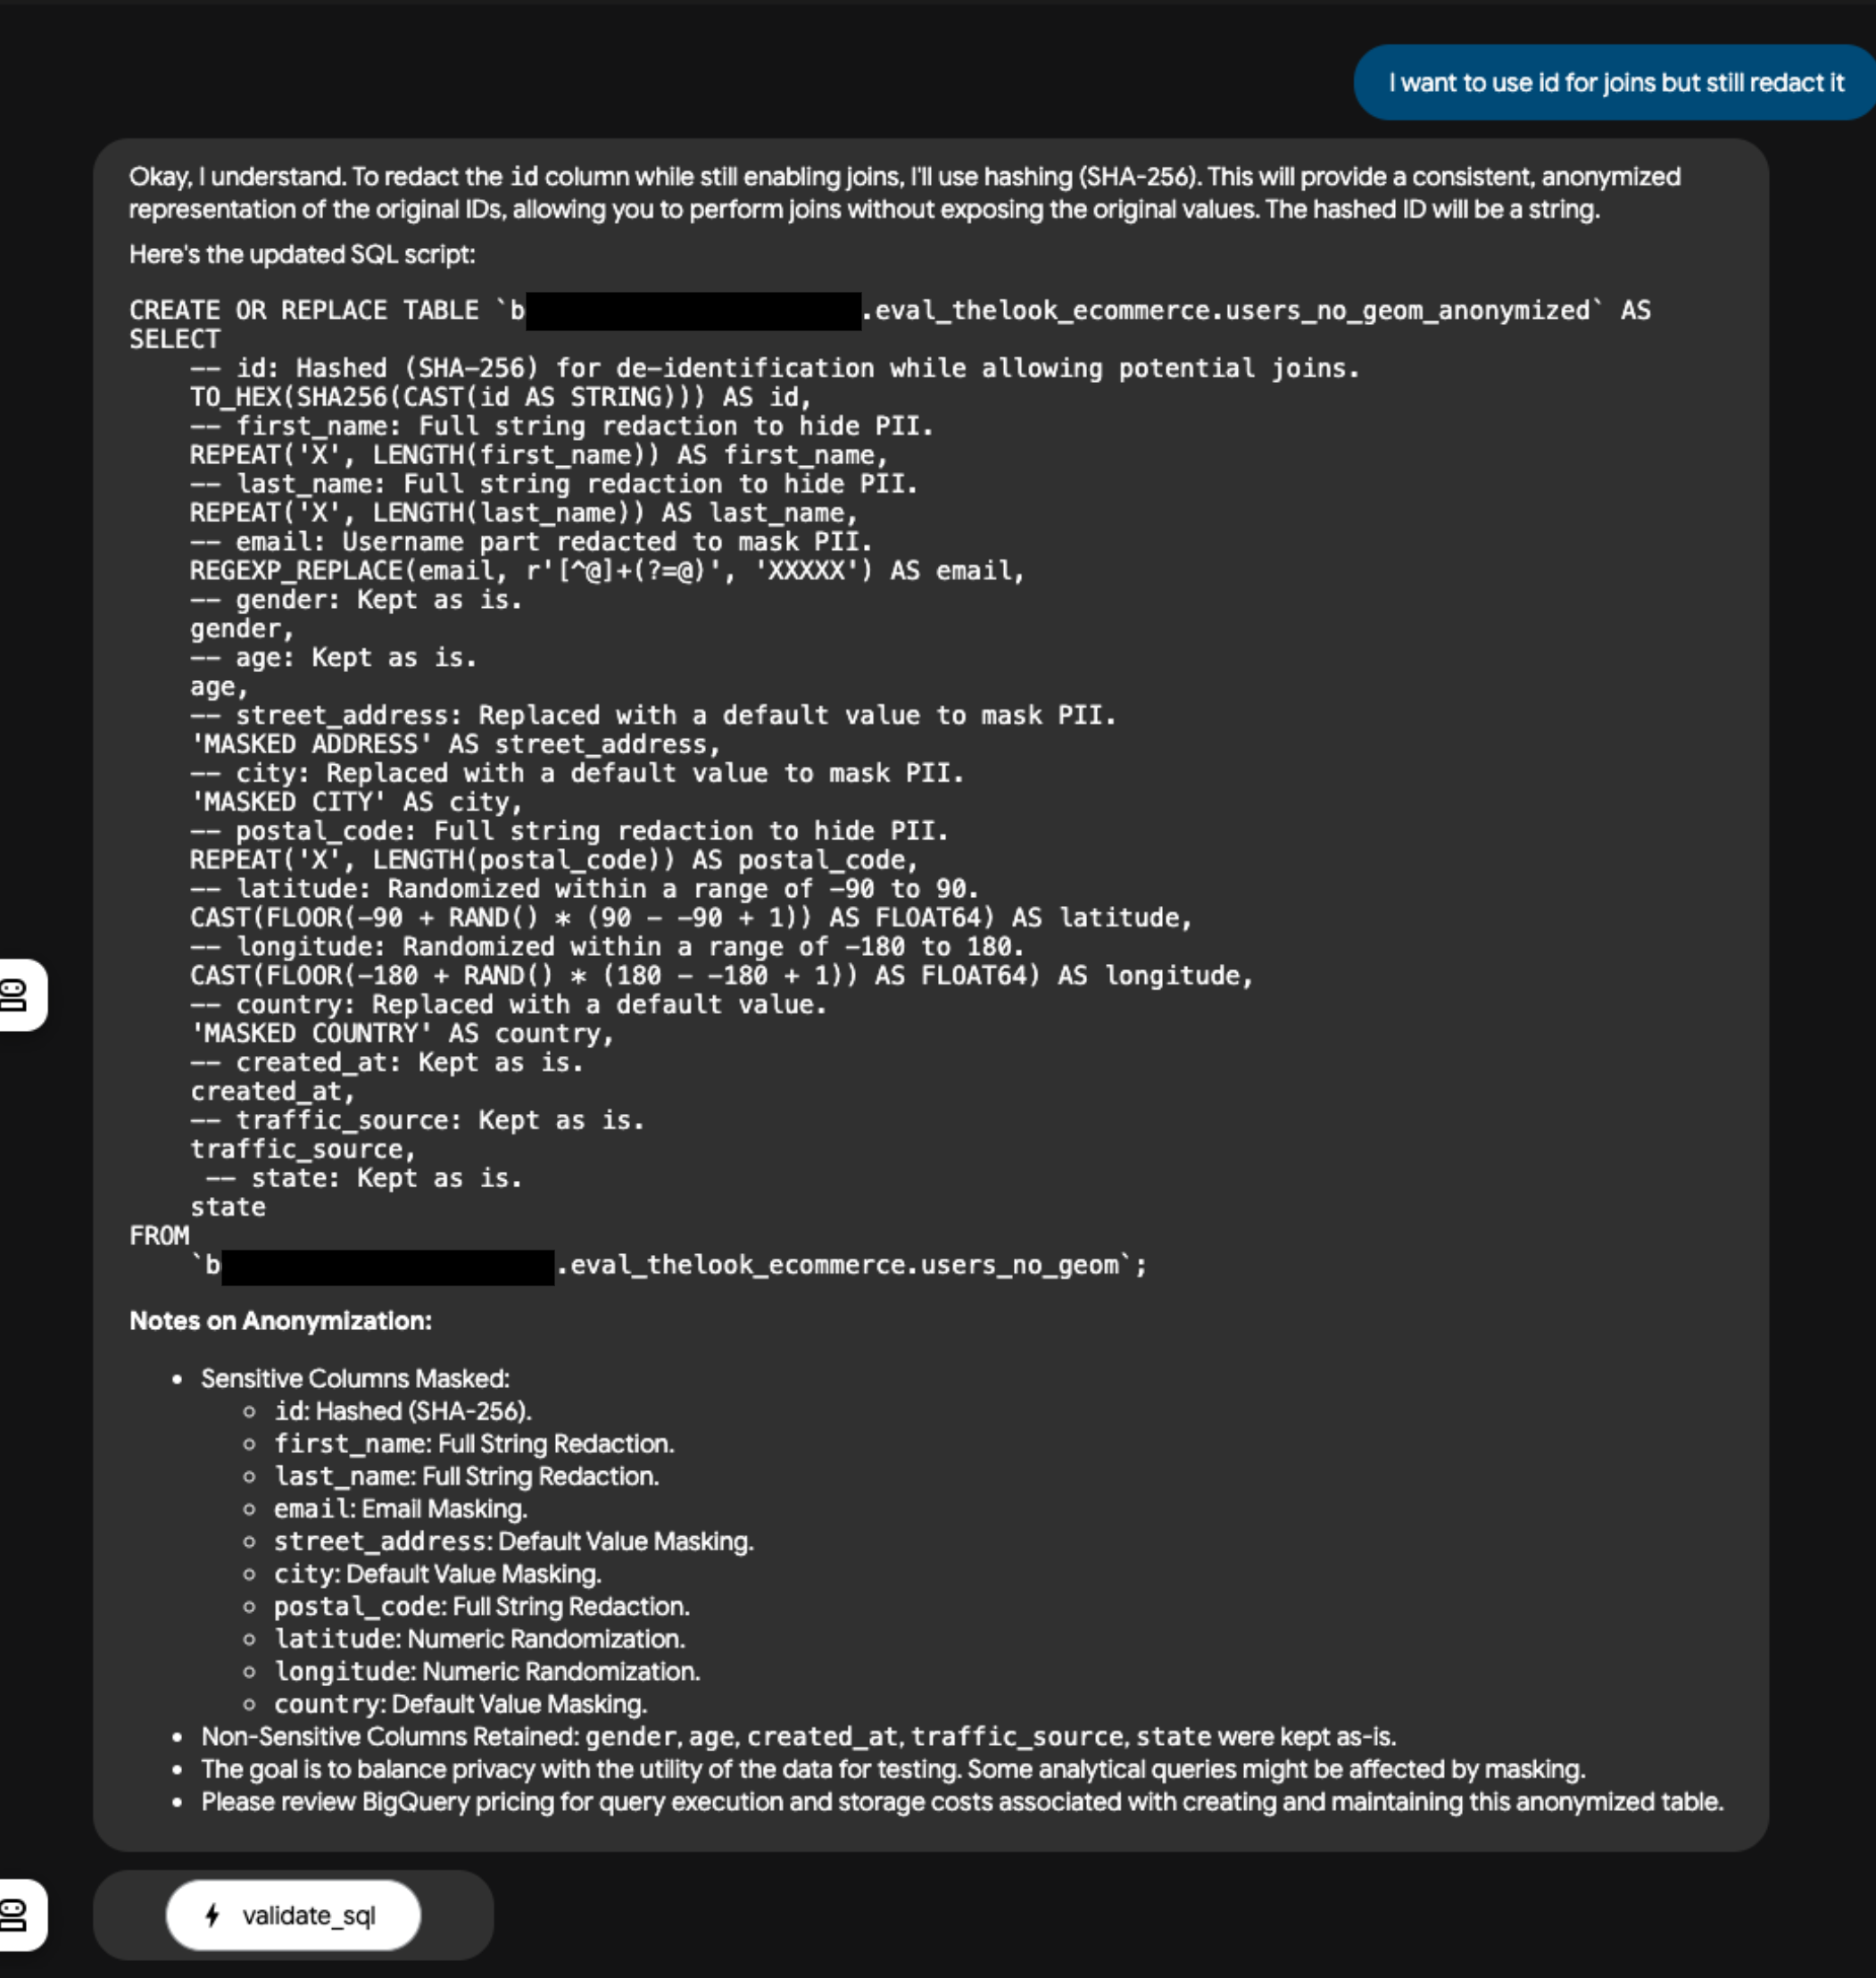 I want to use id for joins but still redact it
Okay, I understand. To redact the id column while still enabling joins, I'll use hashing (SHA-256). This will provide a consistent, anonymized
representation of the original IDs, allowing you to perform joins without exposing the original values. The hashed ID will be a string.
Here's the updated SQL script:
CREATE OR REPLACE TABLE `b .eval_thelook_ecommerce.users_no_geom_anonymized` AS
SELECT
-- id: Hashed (SHA-256) for de-identification while allowing potential joins.
TO_HEX(SHA256(CAST(id AS STRING))) AS id,
-- first_name: Full string redaction to hide PII.
REPEAT('X', LENGTH(first_name)) AS first_name,
-- last_name: Full string redaction to hide PII.
REPEAT('X', LENGTH(last_name)) AS last_name,
-- email: Username part redacted to mask PII.
REGEXP_REPLACE(email, r'[^@]+(?=@)', 'XXXXX') AS email,
-- gender: Kept as is.
gender,
-- age: Kept as is.
age,
-- street_address: Replaced with a default value to mask PII.
'MASKED ADDRESS' AS street_address,
-- city: Replaced with a default value to mask PII.
'MASKED CITY' AS city,
-- postal_code: Full string redaction to hide PII.
REPEAT('X', LENGTH(postal_code)) AS postal_code,
-- latitude: Randomized within a range of -90 to 90.
CAST(FLOOR(-90 + RAND() * (90 - -90 + 1)) AS FLOAT64) AS latitude,
-- longitude: Randomized within a range of -180 to 180.
CAST(FLOOR(-180 + RAND() * (180 - -180 + 1)) AS FLOAT64) AS longitude,
-- country: Replaced with a default value.
'MASKED COUNTRY' AS country,
-- created_at: Kept as is.
created_at,
-- traffic_source: Kept as is.
traffic_source,
-- state: Kept as is.
state
FROM
`b .eval_thelook_ecommerce.users_no_geom`;
Notes on Anonymization:
• Sensitive Columns Masked:
◦ id: Hashed (SHA-256).
◦ first_name: Full String Redaction.
◦ last_name: Full String Redaction.
◦ email: Email Masking.
◦ street_address: Default Value Masking.
◦ city: Default Value Masking.
◦ postal_code: Full String Redaction.
◦ latitude: Numeric Randomization.
◦ longitude: Numeric Randomization.
◦ country: Default Value Masking.
• Non-Sensitive Columns Retained: gender, age, created_at, traffic_source, state were kept as-is.
• The goal is to balance privacy with the utility of the data for testing. Some analytical queries might be affected by masking.
• Please review BigQuery pricing for query execution and storage costs associated with creating and maintaining this anonymized table.
validate_sql